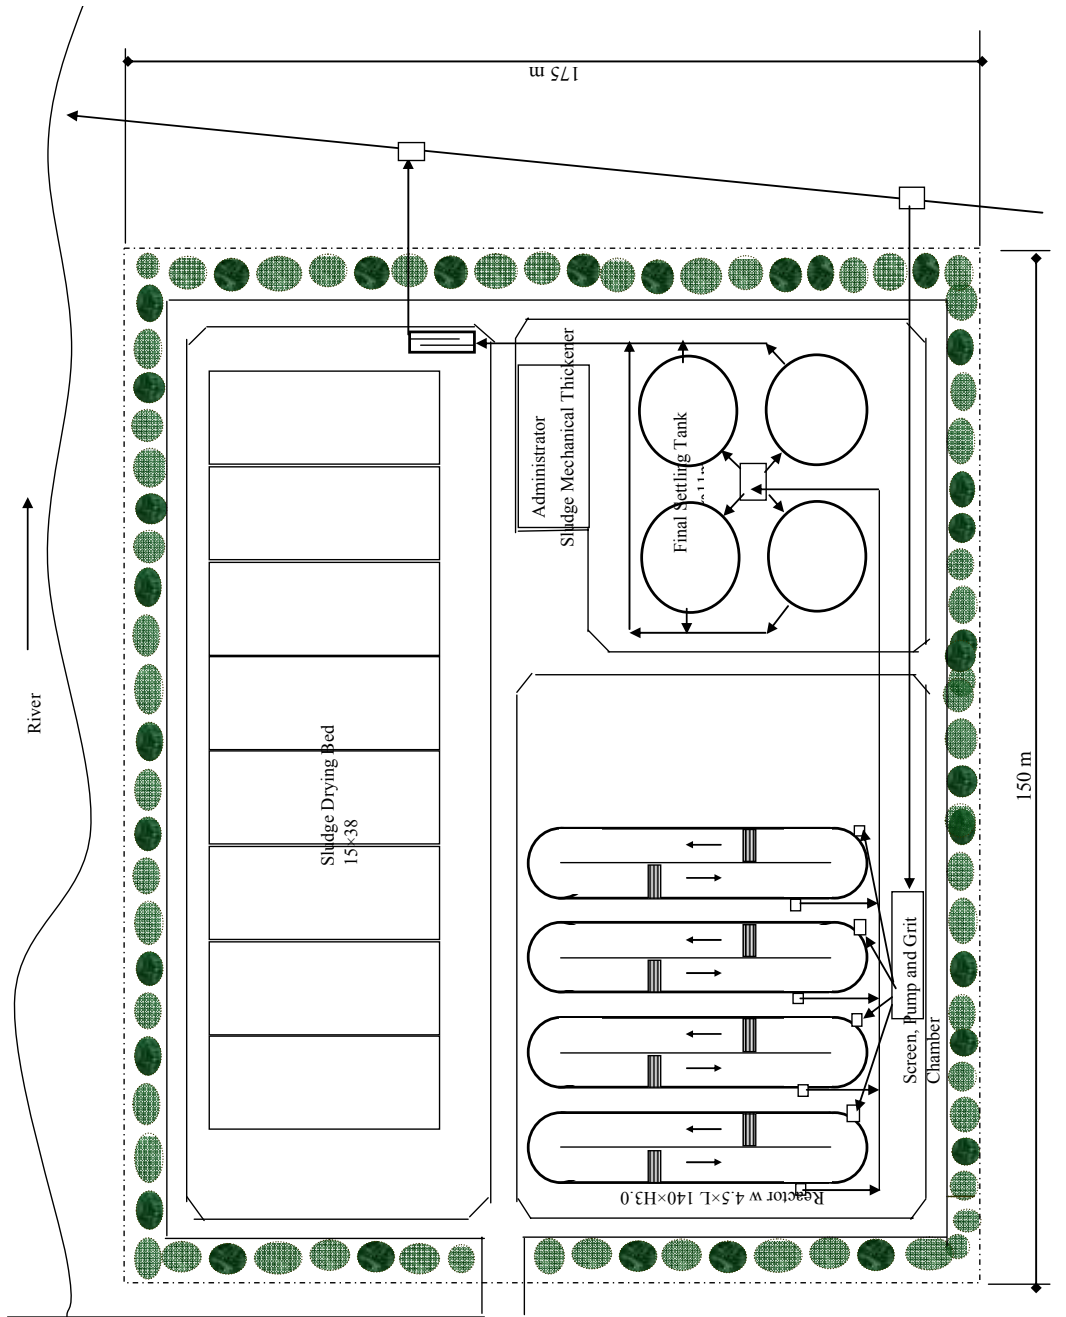 175 m
River
Administrator
Sludge Mechanical Thickener
Final Settling Tank
150 m
Sludge Drying Bed
15×38
Screen, Pump and Grit
Chamber
Reactor w 4.5×L 140×H3.0